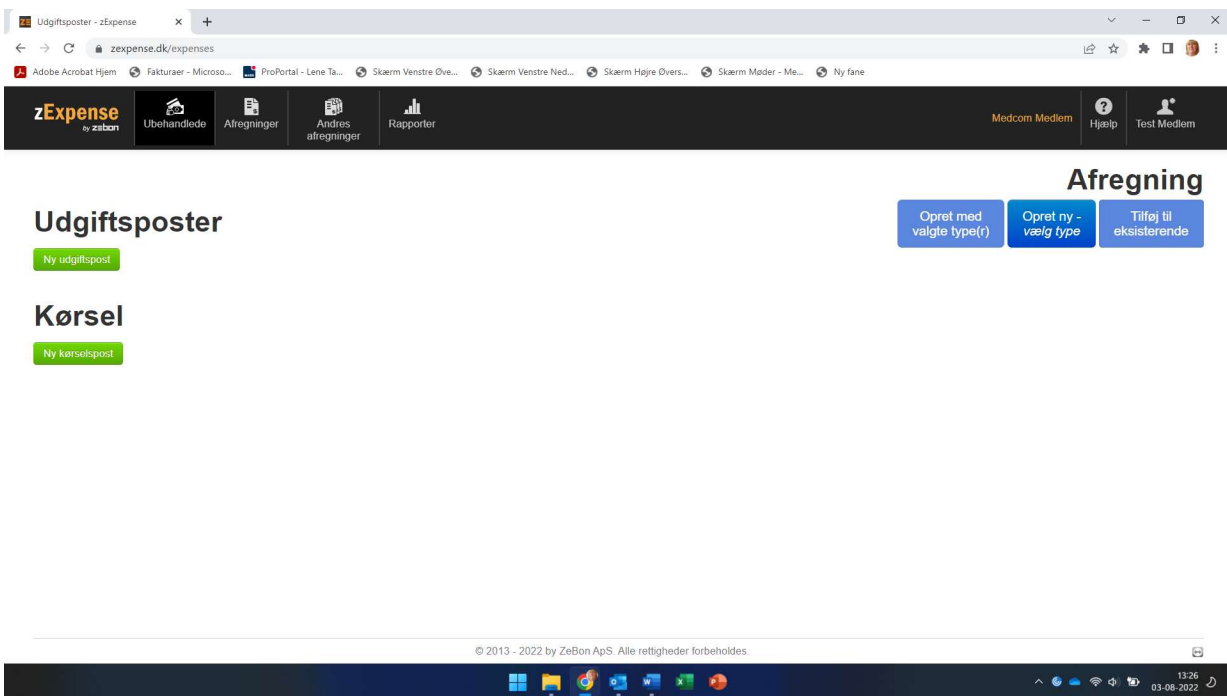 Udgiftsposter - zExpense
zexpense.dk/expenses
Adobe Acrobat Hjem
Fakturaer - Microso...
ProPortal - Lene Ta...
Skærm Venstre Øve...
Skærm Venstre Ned...
Skærm Højre Øvers...
Skærm Møder - Me...
Ny fane
zExpense
by zebon
Ubehandlede
Afregninger
Andres
afregninger
Rapporter
Medcom Medlem
Hjælp
Test Medlem
Afregning
Opret med
valgte type(r)
Opret ny -
vælg type
Tilføj til
eksisterende
Udgiftsposter
Ny udgiftspost
Kørsel
Ny kørselspost
© 2013 - 2022 by ZeBon ApS. Alle rettigheder forbeholdes.
13:26
03-08-2022